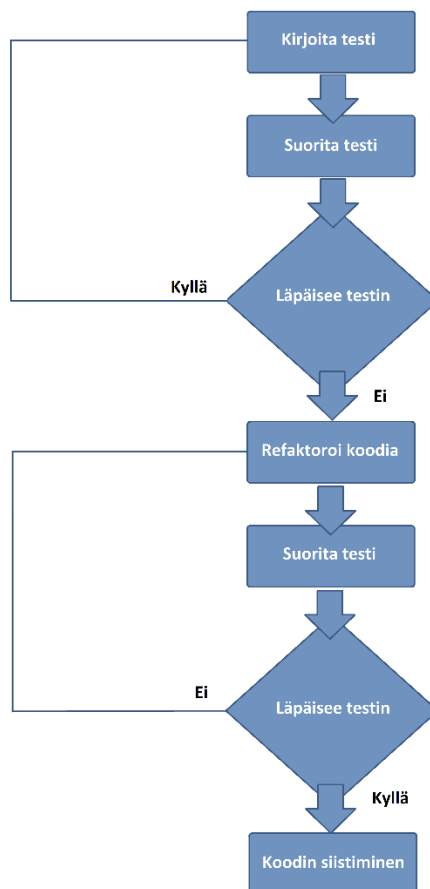 Kirjoita testi
Suorita testi
Läpäisee testin
Kyllä
Ei
Refaktoroi koodia
Suorita testi
Läpäisee testin
Ei
Kyllä
Koodin siistiminen